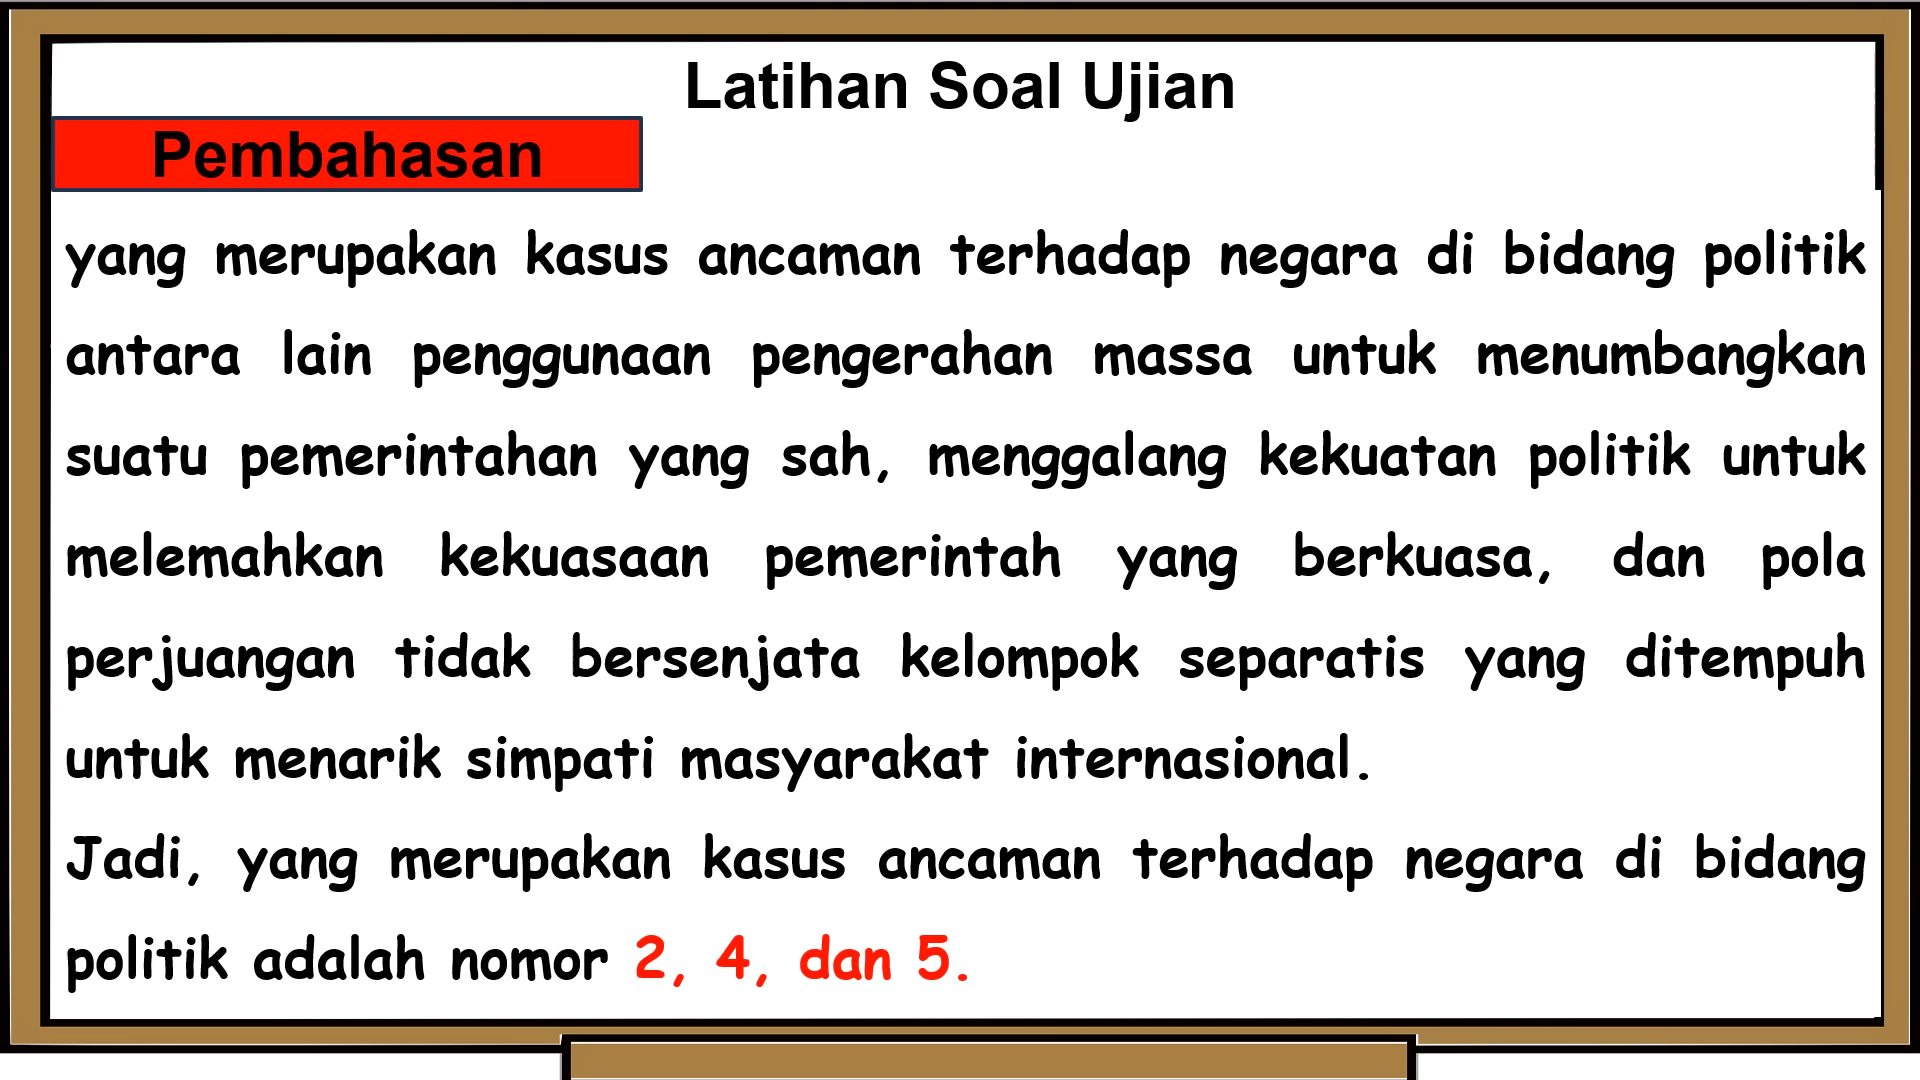 Latihan Soal Ujian
Pembahasan
yang merupakan kasus ancaman terhadap negara di bidang politik
antara lain penggunaan pengerahan massa untuk menumbangkan
suatu pemerintahan yang sah, menggalang kekuatan politik untuk
melemahkan kekuasaan pemerintah yang berkuasa, dan pola
perjuangan tidak bersenjata kelompok separatis yang ditempuh
untuk menarik simpati masyarakat internasional.
Jadi, yang merupakan kasus ancaman terhadap negara di bidang
politik adalah nomor 2, 4, dan 5.